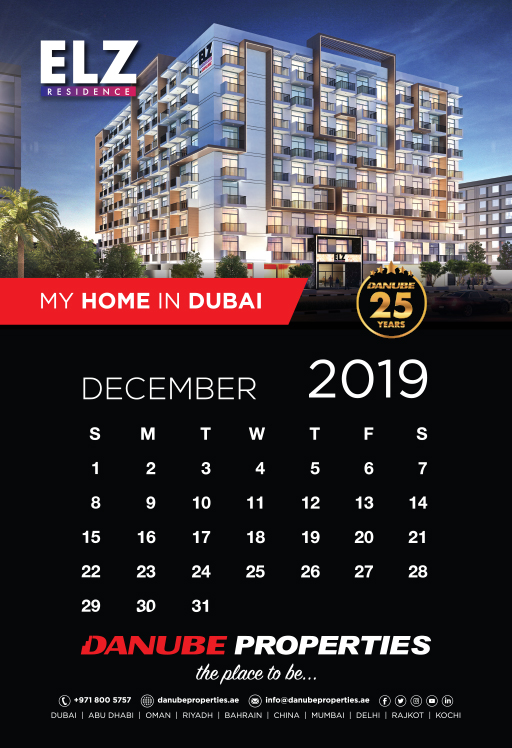 ELZ
RESIDENCE
ELZ
ELZ
MY HOME IN DUBAI
DANUBE
25
YEARS
DECEMBER 2019
S M T W T F S
1 2 3 4 5 6 7
8 9 10 11 12 13 14
15 16 17 18 19 20 21
22 23 24 25 26 27 28
29 30 31
DANUBE PROPERTIES
the place to be...
+971 800 5757 danubeproperties.ae info@danubeproperties.ae
DUBAI | ABU DHABI | OMAN | RIYADH | BAHRAIN | CHINA | MUMBAI | DELHI | RAJKOT | KOCHI